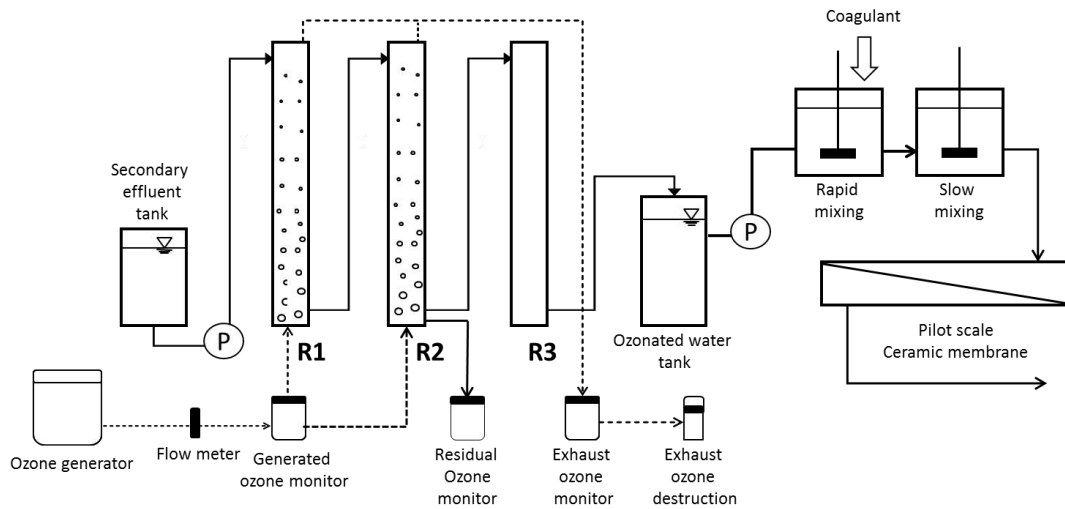 Coagulant
Secondary
effluent
tank
P
R1
R2
R3
Ozonated water
tank
P
Rapid
mixing
Slow
mixing
Pilot scale
Ceramic membrane
Ozone generator
Flow meter
Generated
ozone monitor
Residual
Ozone
monitor
Exhaust
ozone
monitor
Exhaust
ozone
destruction